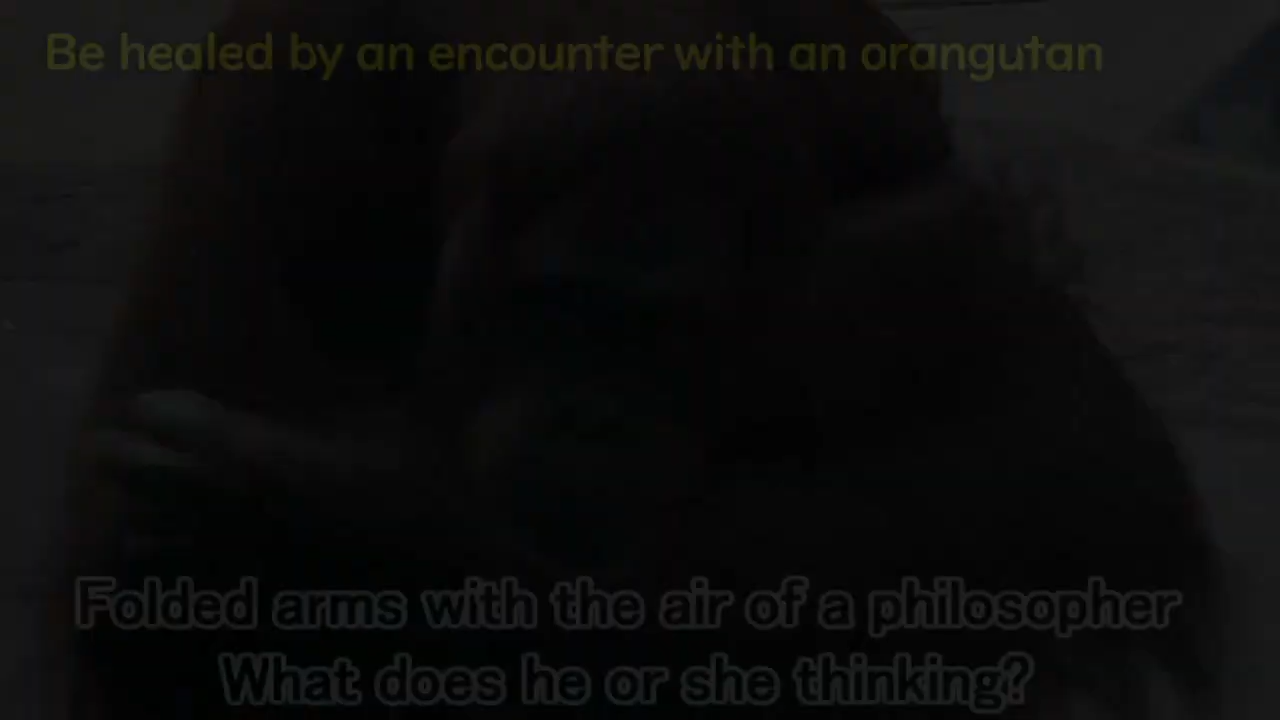 Be healed by an encounter with an orangutan
Folded arms with the air of a philosopher
What does he or she thinking?